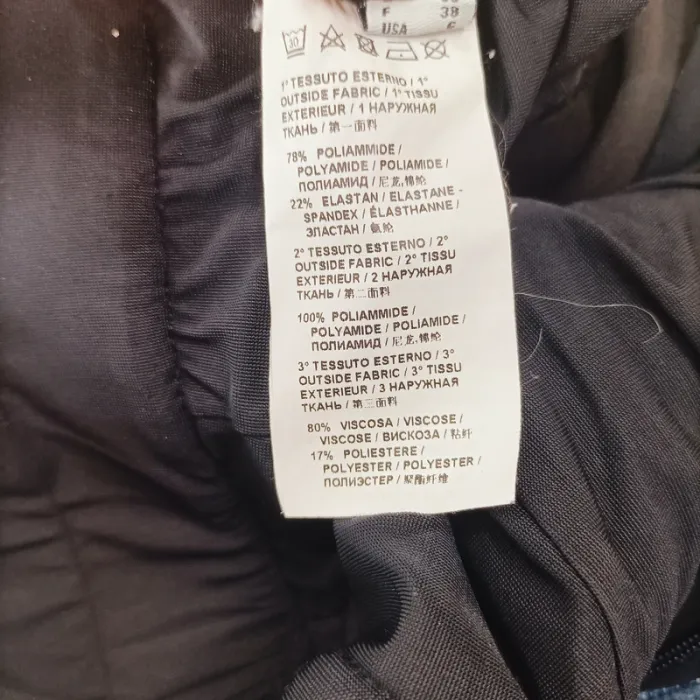 F 38
USA 6
30
1° TESSUTO ESTERNO / 1°
OUTSIDE FABRIC / 1° TISSU
EXTERIEUR / 1 НАРУЖНАЯ
ТКАНЬ / 第一面料
78% POLIAMMIDE /
POLYAMIDE / POLIAMIDE /
ПОЛИАМИД / 尼龙,锦纶
22% ELASTAN / ELASTANE -
SPANDEX / ÉLASTHANNE /
ЭЛАСТАН / 氨纶
2° TESSUTO ESTERNO / 2°
OUTSIDE FABRIC / 2° TISSU
EXTERIEUR / 2 НАРУЖНАЯ
ТКАНЬ / 第二面料
100% POLIAMMIDE /
POLYAMIDE / POLIAMIDE /
ПОЛИАМИД / 尼龙,锦纶
3° TESSUTO ESTERNO / 3°
OUTSIDE FABRIC / 3° TISSU
EXTERIEUR / 3 НАРУЖНАЯ
ТКАНЬ / 第三面料
80% VISCOSA / VISCOSE /
VISCOSE / ВИСКОЗА / 粘纤
17% POLIESTERE /
POLYESTER / POLYESTER /
ПОЛИЭСТЕР / 聚酯纤维